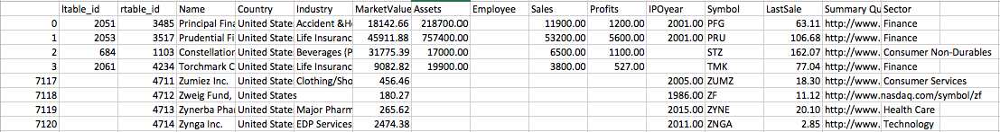 ltable_id rtable_id Name Country Industry MarketValue Assets Employee Sales Profits IPOyear Symbol LastSale Summary Qu Sector
0 2051 3485 Principal Fina United State Accident &H 18142.66 218700.00 11900.00 1200.00 2001.00 PFG 63.11 http://www. Finance
1 2053 3517 Prudential Fi United State Life Insuranc 45911.88 757400.00 53200.00 5600.00 2001.00 PRU 106.68 http://www. Finance
2 684 1103 Constellation United State Beverages (P 31775.39 17000.00 6500.00 1100.00 STZ 162.07 http://www. Consumer Non-Durables
3 2061 4234 Torchmark C United State Life Insuranc 9082.82 19900.00 3800.00 527.00 TMK 77.04 http://www. Finance
7117 4711 Zumiez Inc. United State Clothing/Sho 456.46 2005.00 ZUMZ 18.30 http://www. Consumer Services
7118 4712 Zweig Fund, United States 180.27 1986.00 ZF 11.12 http://www.nasdaq.com/symbol/zf
7119 4713 Zynerba Pha United State Major Pharm 265.62 2015.00 ZYNE 20.10 http://www. Health Care
7120 4714 Zynga Inc. United State EDP Services 2474.38 2011.00 ZNGA 2.85 http://www. Technology